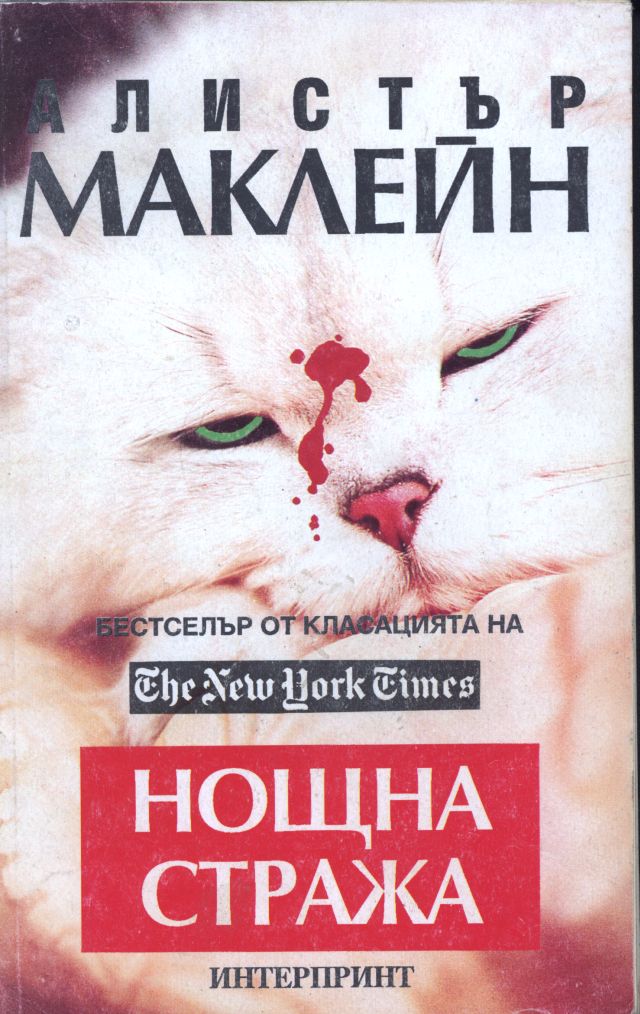 АЛИСТЪР
МАКЛЕЙН
БЕСТСЕЛЪР ОТ КЛАСАЦИЯТА НА
The New York Times
НОЩНА
СТРАЖА
ИНТЕРПРИНТ